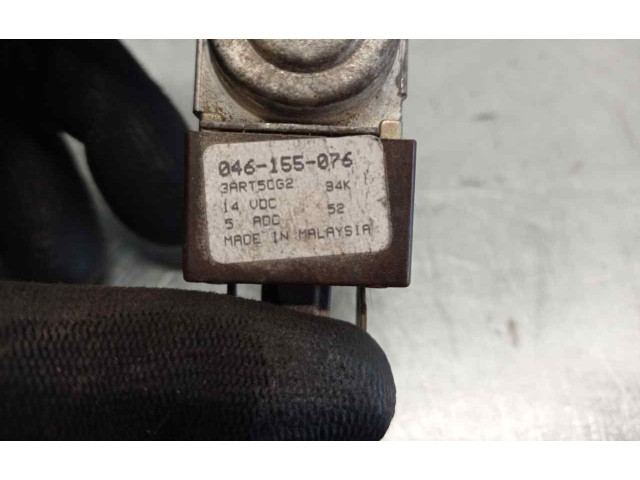 046-155-076
3ART5CG2 94K
14 VDC 52
5 ADC
MADE IN MALAYSIA